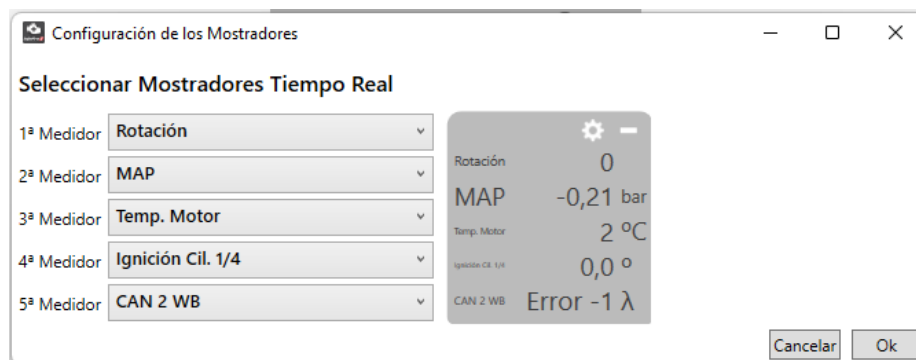 Configuración de los Mostradores
Seleccionar Mostradores Tiempo Real
1ª Medidor Rotación
2ª Medidor MAP
3ª Medidor Temp. Motor
4ª Medidor Ignición Cil. 1/4
5ª Medidor CAN 2 WB
Rotación 0
MAP -0,21 bar
Temp. Motor 2 ºC
Ignición Cil. 1/4 0,0 º
CAN 2 WB Error -1 λ
Cancelar Ok